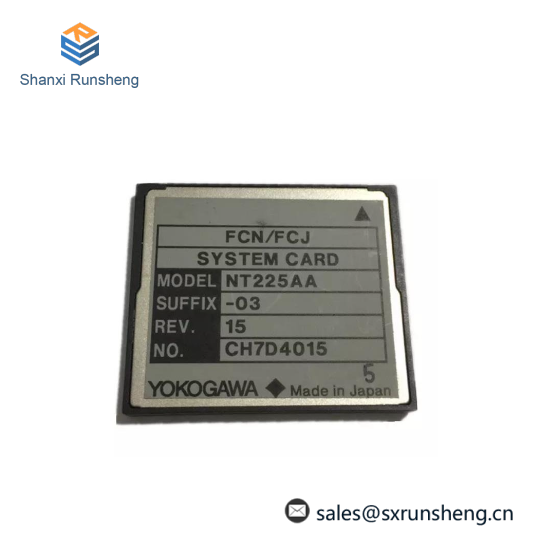 Shanxi Runsheng
FCN/FCJ
SYSTEM CARD
MODEL NT225AA
SUFFIX -03
REV. 15
NO. CH7D4015
5
YOKOGAWA Made in Japan
sales@sxrunsheng.cn